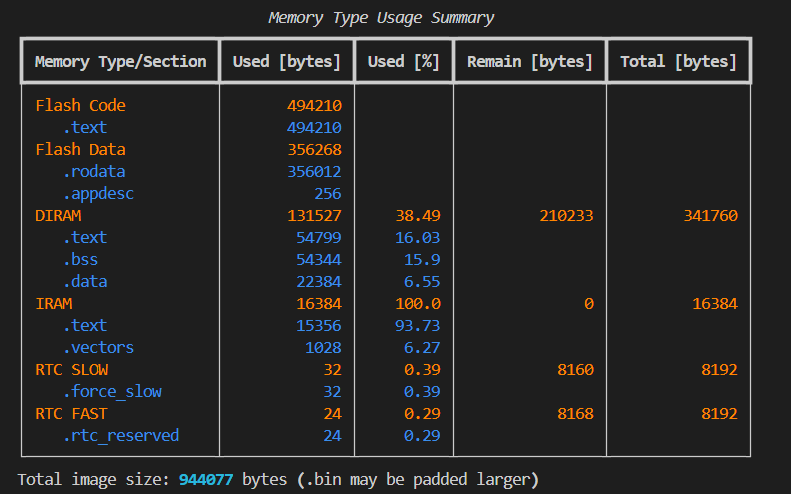 Memory Type Usage Summary
Memory Type/Section Used [bytes] Used [%] Remain [bytes] Total [bytes]
Flash Code 494210
.text 494210
Flash Data 356268
.rodata 356012
.appdesc 256
DIRAM 131527 38.49 210233 341760
.text 54799 16.03
.bss 54344 15.9
.data 22384 6.55
IRAM 16384 100.0 0 16384
.text 15356 93.73
.vectors 1028 6.27
RTC SLOW 32 0.39 8160 8192
.force_slow 32 0.39
RTC FAST 24 0.29 8168 8192
.rtc_reserved 24 0.29
Total image size: 944077 bytes (.bin may be padded larger)